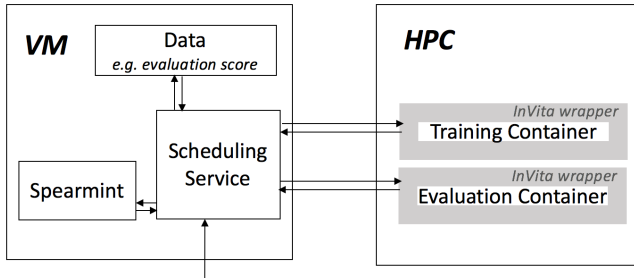 VM
Data
e.g. evaluation score
Scheduling
Service
Spearmint
HPC
InVita wrapper
Training Container
InVita wrapper
Evaluation Container